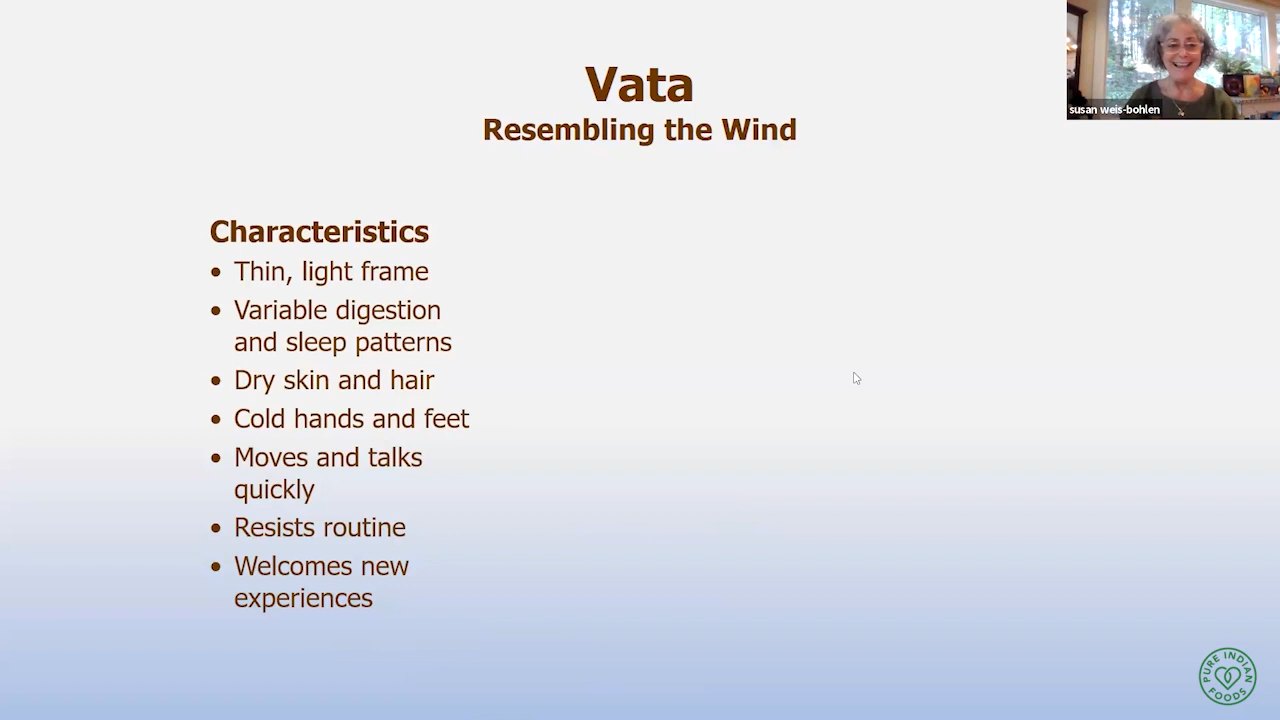 Vata
Resembling the Wind
susan weis-bohlen
Characteristics
• Thin, light frame
• Variable digestion
and sleep patterns
• Dry skin and hair
• Cold hands and feet
• Moves and talks
quickly
• Resists routine
• Welcomes new
experiences
PURE INDIAN
FOODS